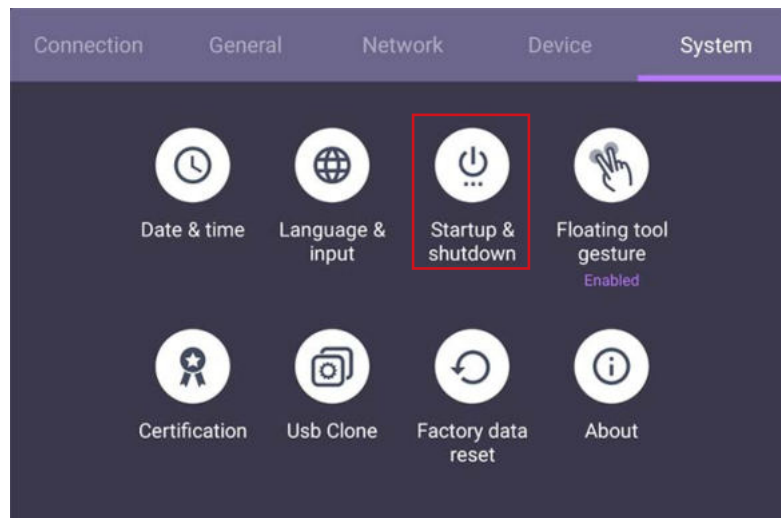 Connection General Network Device System
Date & time
Language &
input
Startup &
shutdown
Floating tool
gesture
Enabled
Certification
Usb Clone
Factory data
reset
About